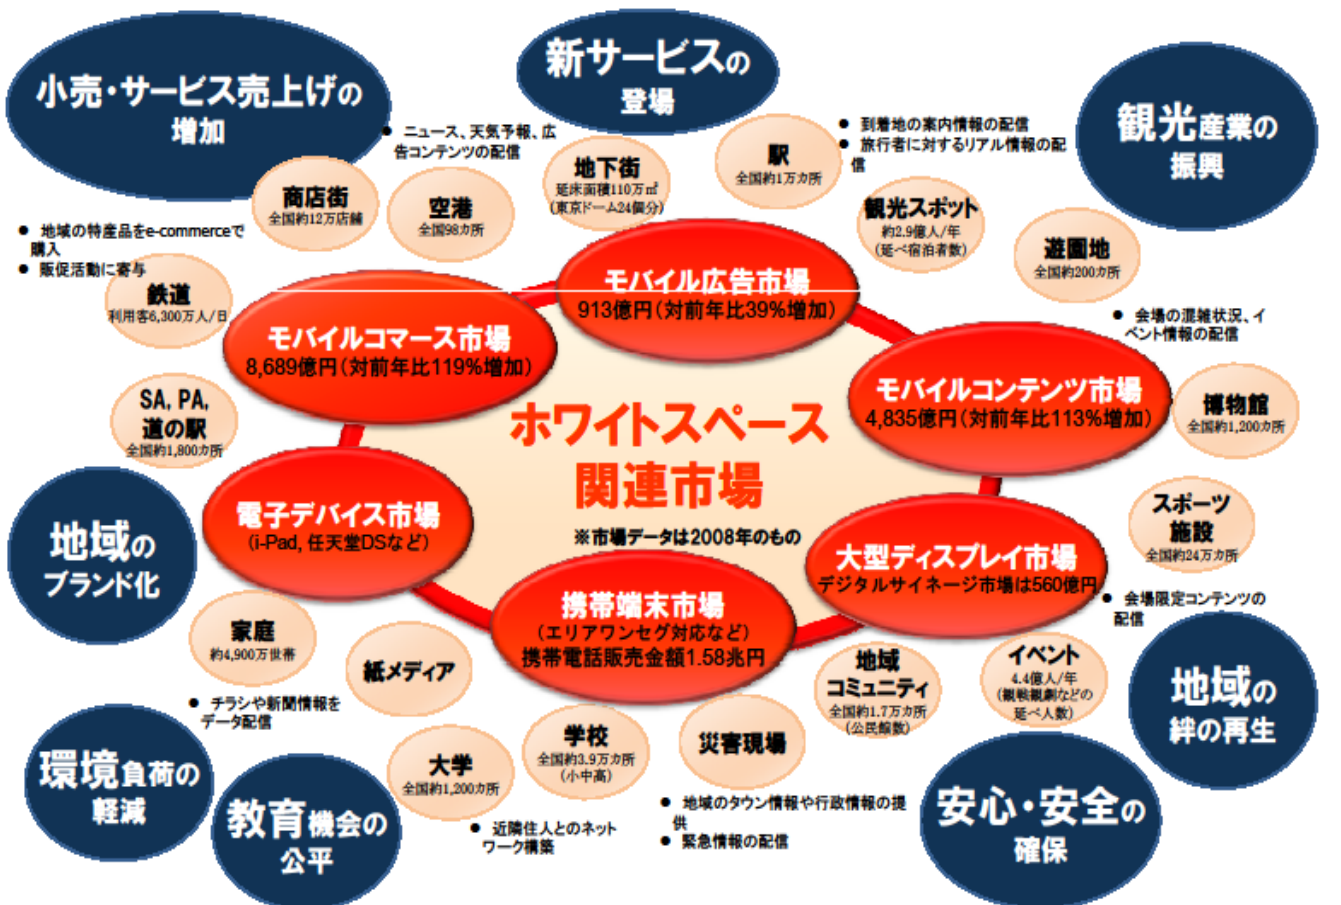 小売・サービス売上げの
増加
新サービスの
登場
観光産業の
振興
● ニュース、天気予報、広
告コンテンツの配信
● 到着地の案内情報の配信
● 旅行者に対するリアル情報の配
信
商店街
全国約12万店舗
空港
全国98カ所
地下街
延床面積110万㎡
(東京ドーム24個分)
駅
全国約1万カ所
観光スポット
約2.9億人/年
(延べ宿泊者数)
遊園地
全国約200カ所
● 地域の特産品をe-commerceで
購入
● 販促活動に寄与
鉄道
利用客6,300万人/日
モバイル広告市場
913億円(対前年比39%増加)
モバイルコマース市場
8,689億円(対前年比119%増加)
● 会場の混雑状況、イ
ベント情報の配信
モバイルコンテンツ市場
4,835億円(対前年比113%増加)
SA, PA,
道の駅
全国約1,800カ所
博物館
全国約1,200カ所
ホワイトスペース
関連市場
※市場データは2008年のもの
電子デバイス市場
(i-Pad, 任天堂DSなど)
スポーツ
施設
全国約24万カ所
大型ディスプレイ市場
デジタルサイネージ市場は560億円
地域の
ブランド化
携帯端末市場
(エリアワンセグ対応など)
携帯電話販売金額1.58兆円
● 会場限定コンテンツの
配信
家庭
約4,900万世帯
紙メディア
地域
コミュニティ
全国約1.7万カ所
(公民館数)
イベント
4.4億人/年
(観戦観劇などの
延べ人数)
地域の
絆の再生
● チラシや新聞情報を
データ配信
環境負荷の
軽減
大学
全国約1,200カ所
学校
全国約3.9万カ所
(小中高)
災害現場
教育機会の
公平
● 近隣住人とのネット
ワーク構築
● 地域のタウン情報や行政情報の提
供
● 緊急情報の配信
安心・安全の
確保